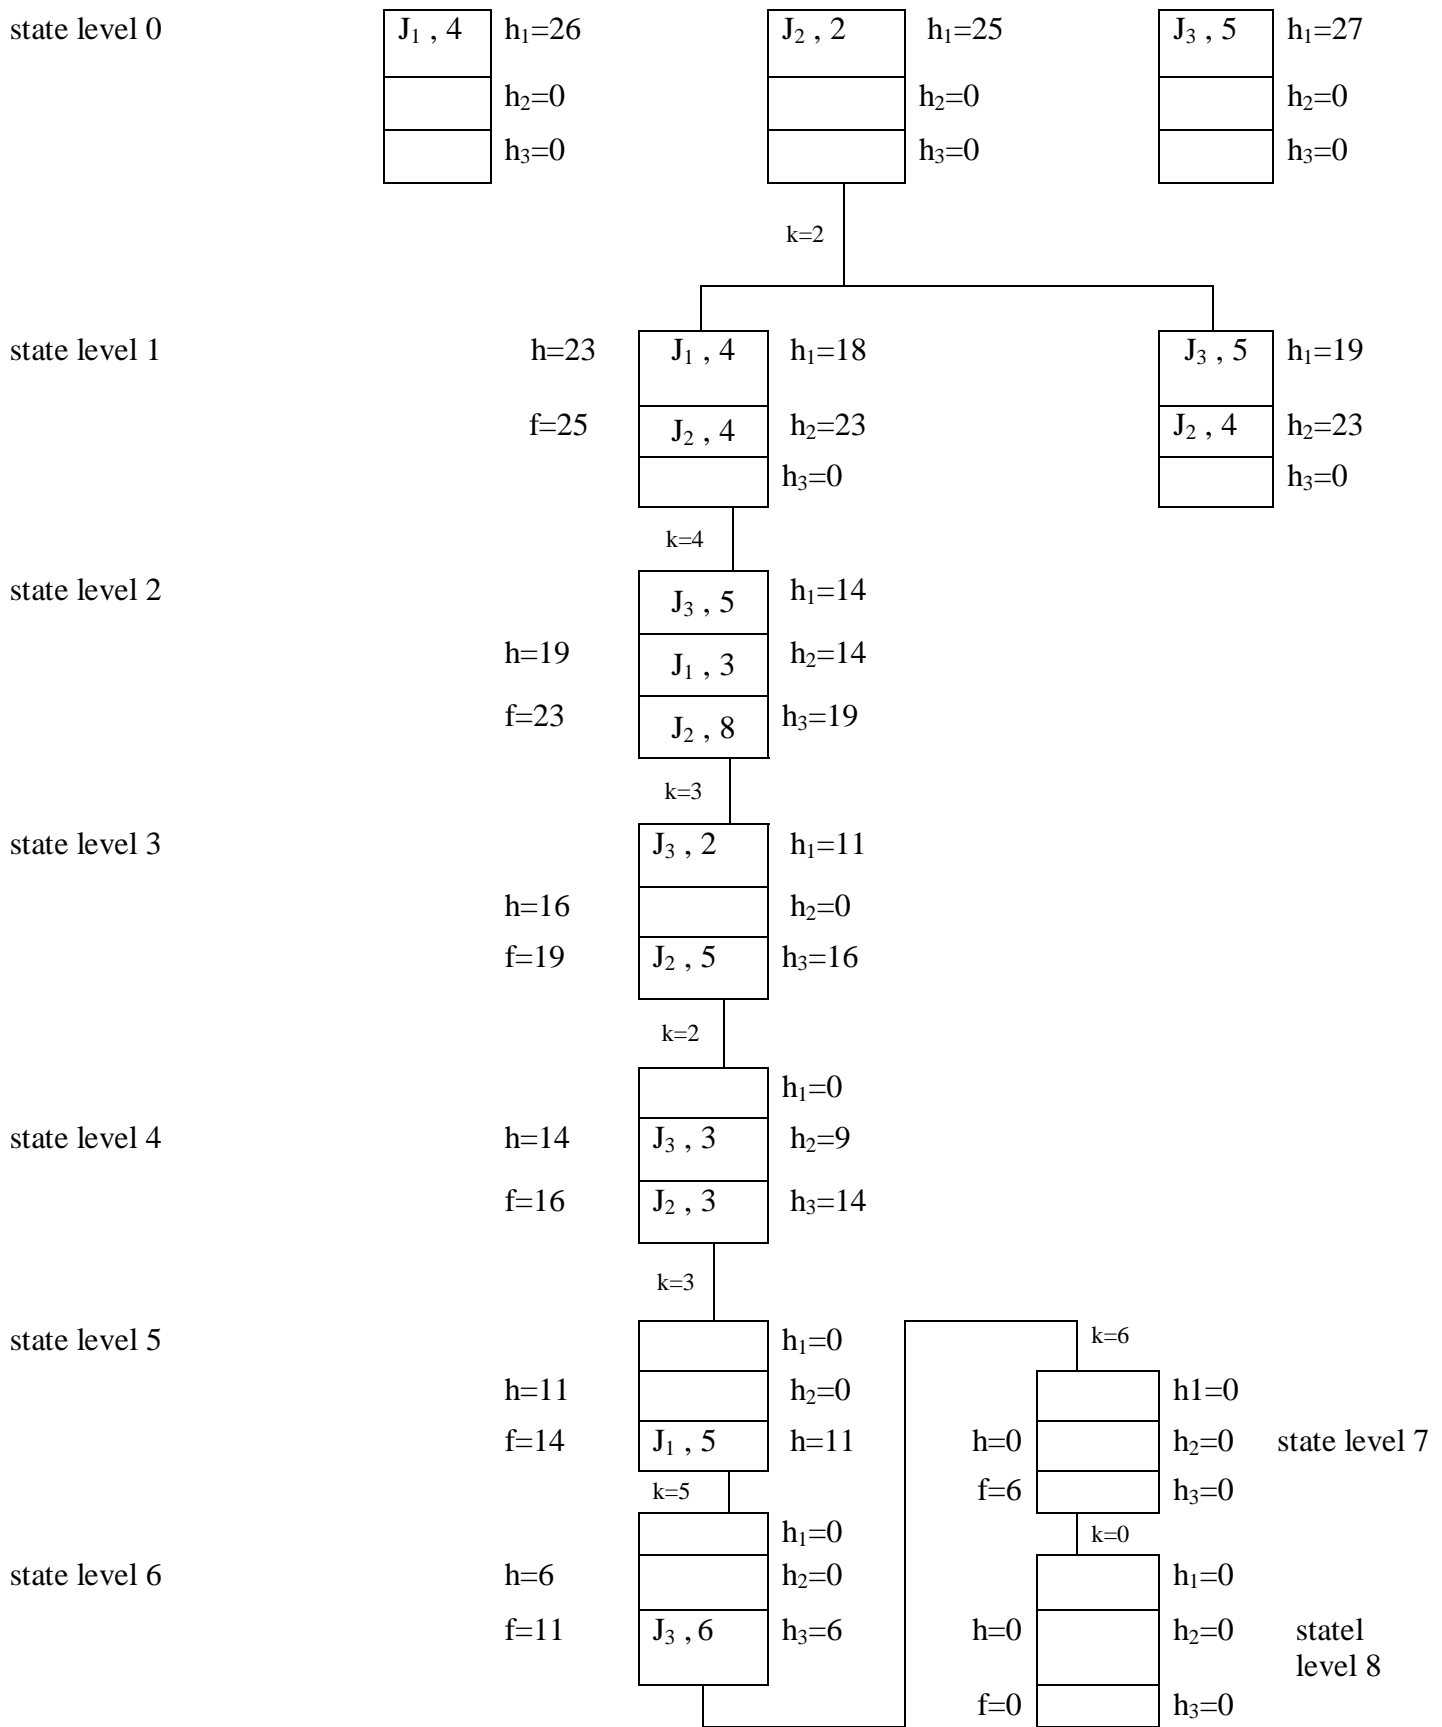 state level 0 J₁ , 4 h₁=26 J₂ , 2 h₁=25 J₃ , 5 h₁=27
h₂=0 h₂=0 h₂=0
h₃=0 h₃=0 h₃=0
k=2
state level 1 h=23 J₁ , 4 h₁=18 J₃ , 5 h₁=19
f=25 J₂ , 4 h₂=23 J₂ , 4 h₂=23
h₃=0 h₃=0
k=4
state level 2 J₃ , 5 h₁=14
h=19 J₁ , 3 h₂=14
f=23 J₂ , 8 h₃=19
k=3
state level 3 J₃ , 2 h₁=11
h=16 h₂=0
f=19 J₂ , 5 h₃=16
k=2
h₁=0
state level 4 h=14 J₃ , 3 h₂=9
f=16 J₂ , 3 h₃=14
k=3
state level 5 h₁=0 k=6
h=11 h₂=0 h1=0
f=14 J₁ , 5 h=11 h=0 h₂=0 state level 7
k=5 f=6 h₃=0
h₁=0 k=0
state level 6 h=6 h₂=0 h₁=0
f=11 J₃ , 6 h₃=6 h=0 h₂=0 statel
level 8
f=0 h₃=0